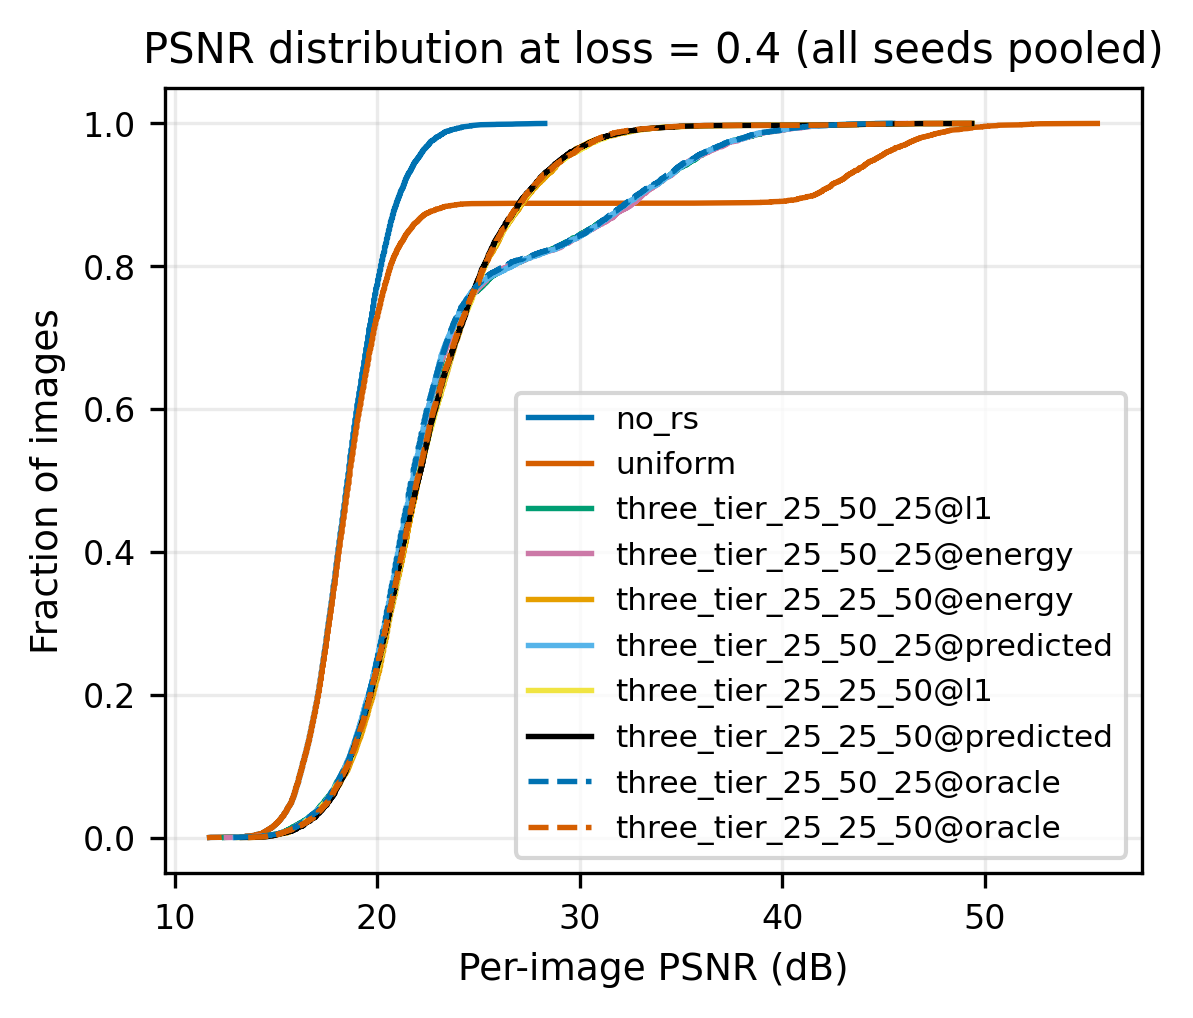 PSNR distribution at loss = 0.4 (all seeds pooled)
Fraction of images
1.0
0.8
0.6
0.4
0.2
0.0
no_rs
uniform
three_tier_25_50_25@l1
three_tier_25_50_25@energy
three_tier_25_25_50@energy
three_tier_25_50_25@predicted
three_tier_25_25_50@l1
three_tier_25_25_50@predicted
three_tier_25_50_25@oracle
three_tier_25_25_50@oracle
10 20 30 40 50
Per-image PSNR (dB)